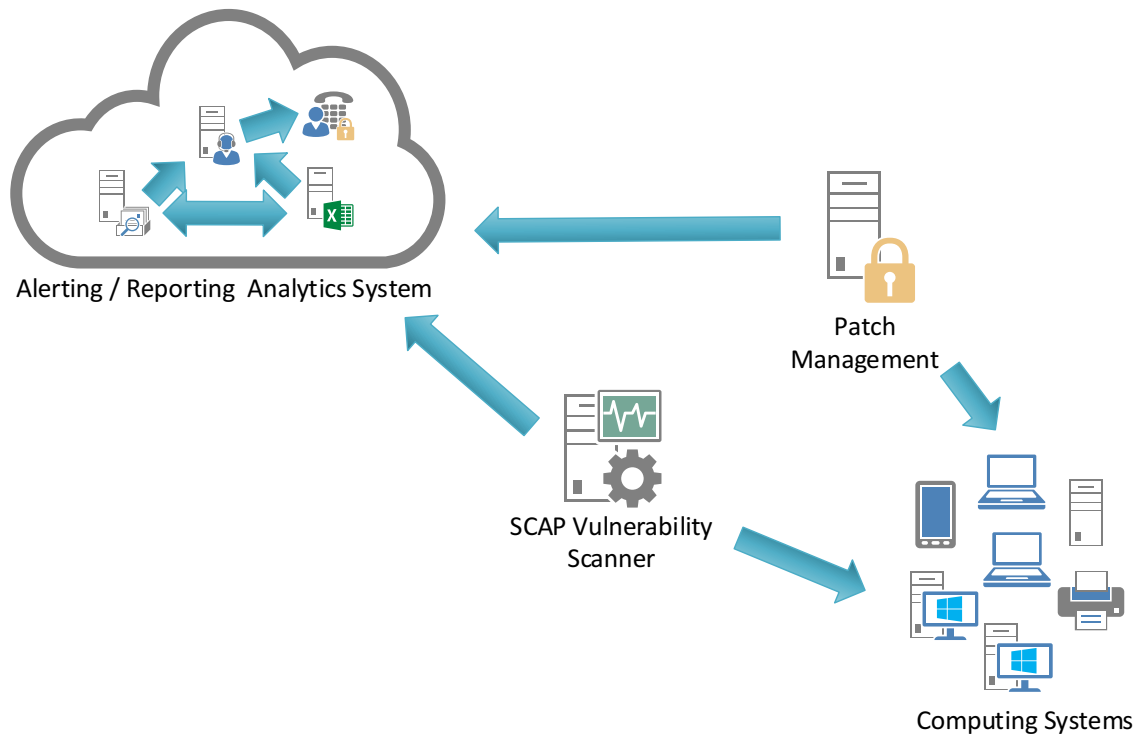 Alerting / Reporting  Analytics System
Patch
Management
SCAP Vulnerability
Scanner
Computing Systems
X